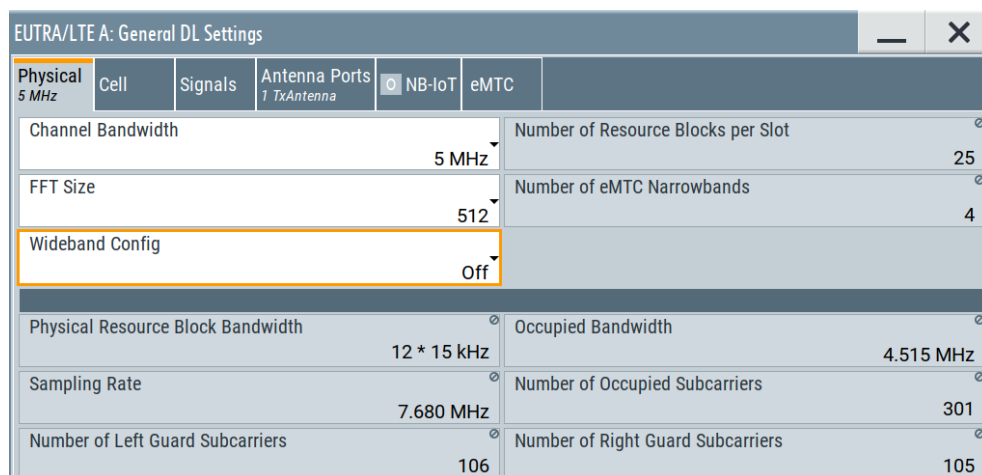 EUTRA/LTE A: General DL Settings
Physical
5 MHz
Cell
Signals
Antenna Ports
1 TxAntenna
O NB-IoT
eMTC
Channel Bandwidth
5 MHz
Number of Resource Blocks per Slot
25
FFT Size
512
Number of eMTC Narrowbands
4
Wideband Config
Off
Physical Resource Block Bandwidth
12 * 15 kHz
Occupied Bandwidth
4.515 MHz
Sampling Rate
7.680 MHz
Number of Occupied Subcarriers
301
Number of Left Guard Subcarriers
106
Number of Right Guard Subcarriers
105